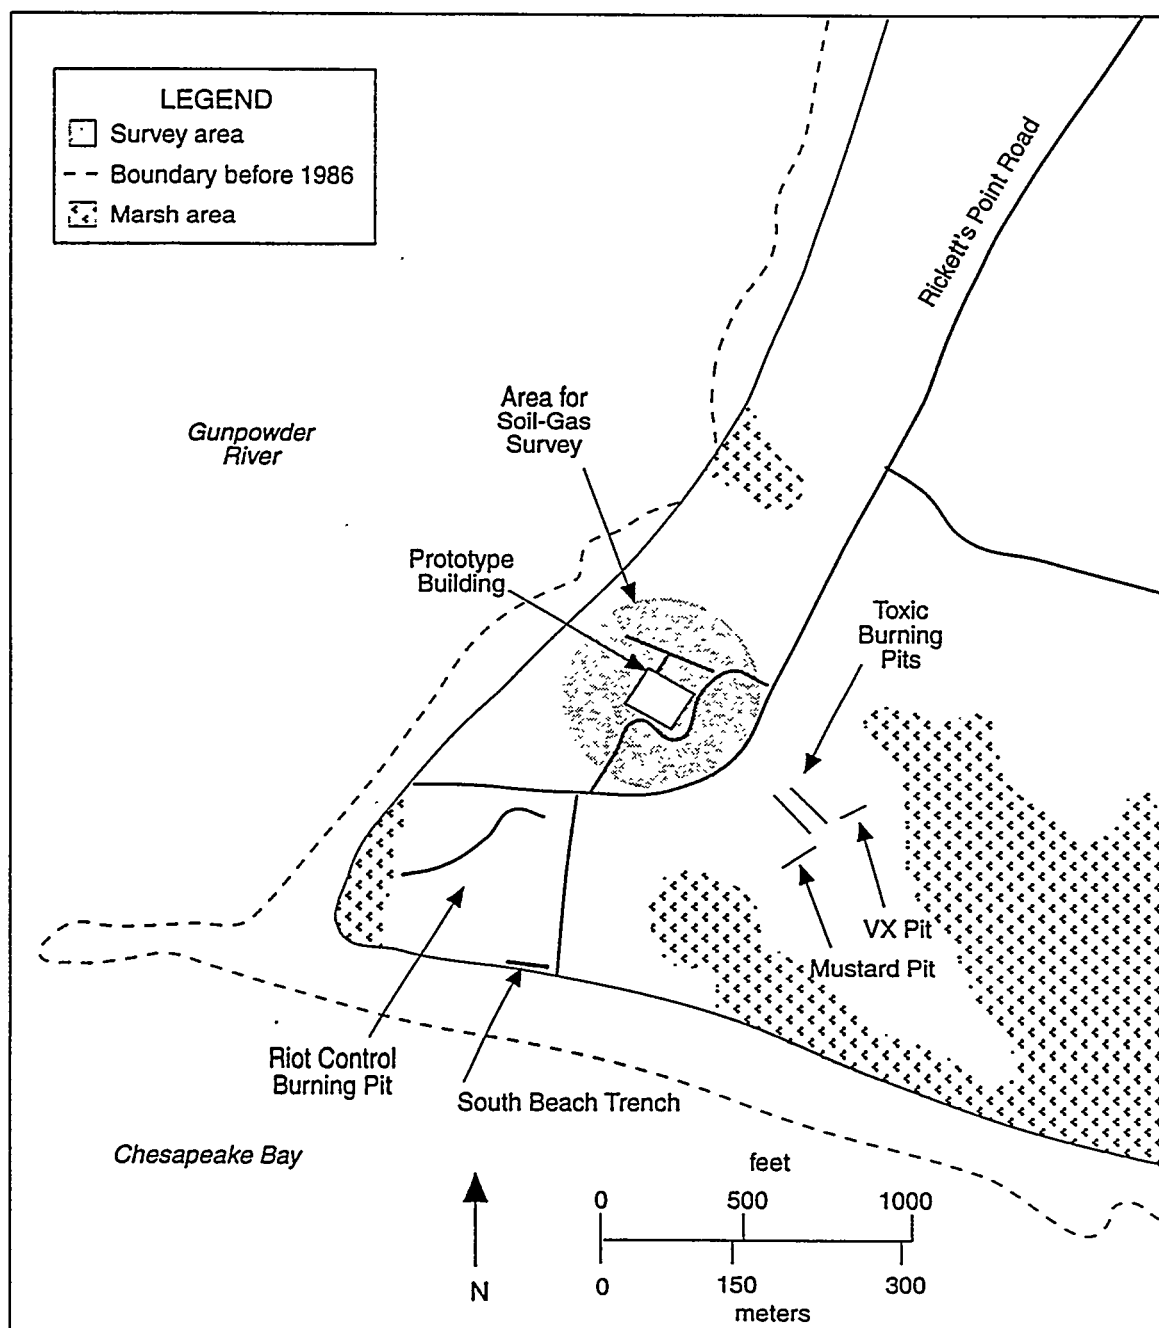 LEGEND
Survey area
Boundary before 1986
Marsh area
Rickett's Point Road
Area for
Soil-Gas
Survey
Gunpowder
River
Prototype
Building
Toxic
Burning
Pits
VX Pit
Mustard Pit
Riot Control
Burning Pit
South Beach Trench
Chesapeake Bay
feet
0 500 1000
N
0 150 300
meters